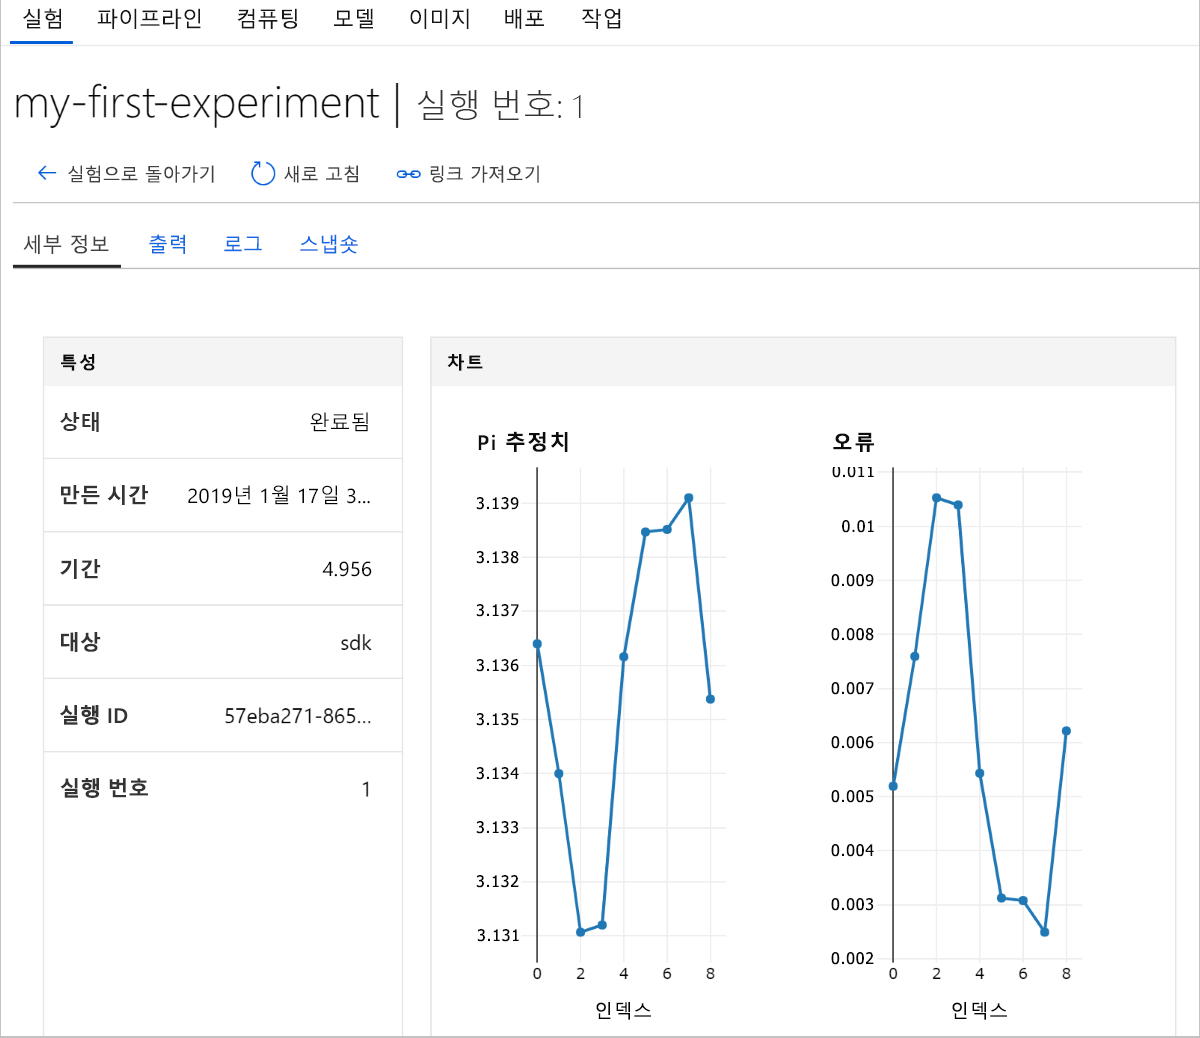 실험 파이프라인 컴퓨팅 모델 이미지 배포 작업
my-first-experiment | 실행 번호: 1
실험으로 돌아가기 새로 고침 링크 가져오기
세부 정보 출력 로그 스냅숏
특성
상태 완료됨
만든 시간 2019년 1월 17일 3...
기간 4.956
대상 sdk
실행 ID 57eba271-865...
실행 번호 1
차트
Pi 추정치
3.139
3.138
3.137
3.136
3.135
3.134
3.133
3.132
3.131
0 2 4 6 8
인덱스
오류
0.011
0.01
0.009
0.008
0.007
0.006
0.005
0.004
0.003
0.002
0 2 4 6 8
인덱스